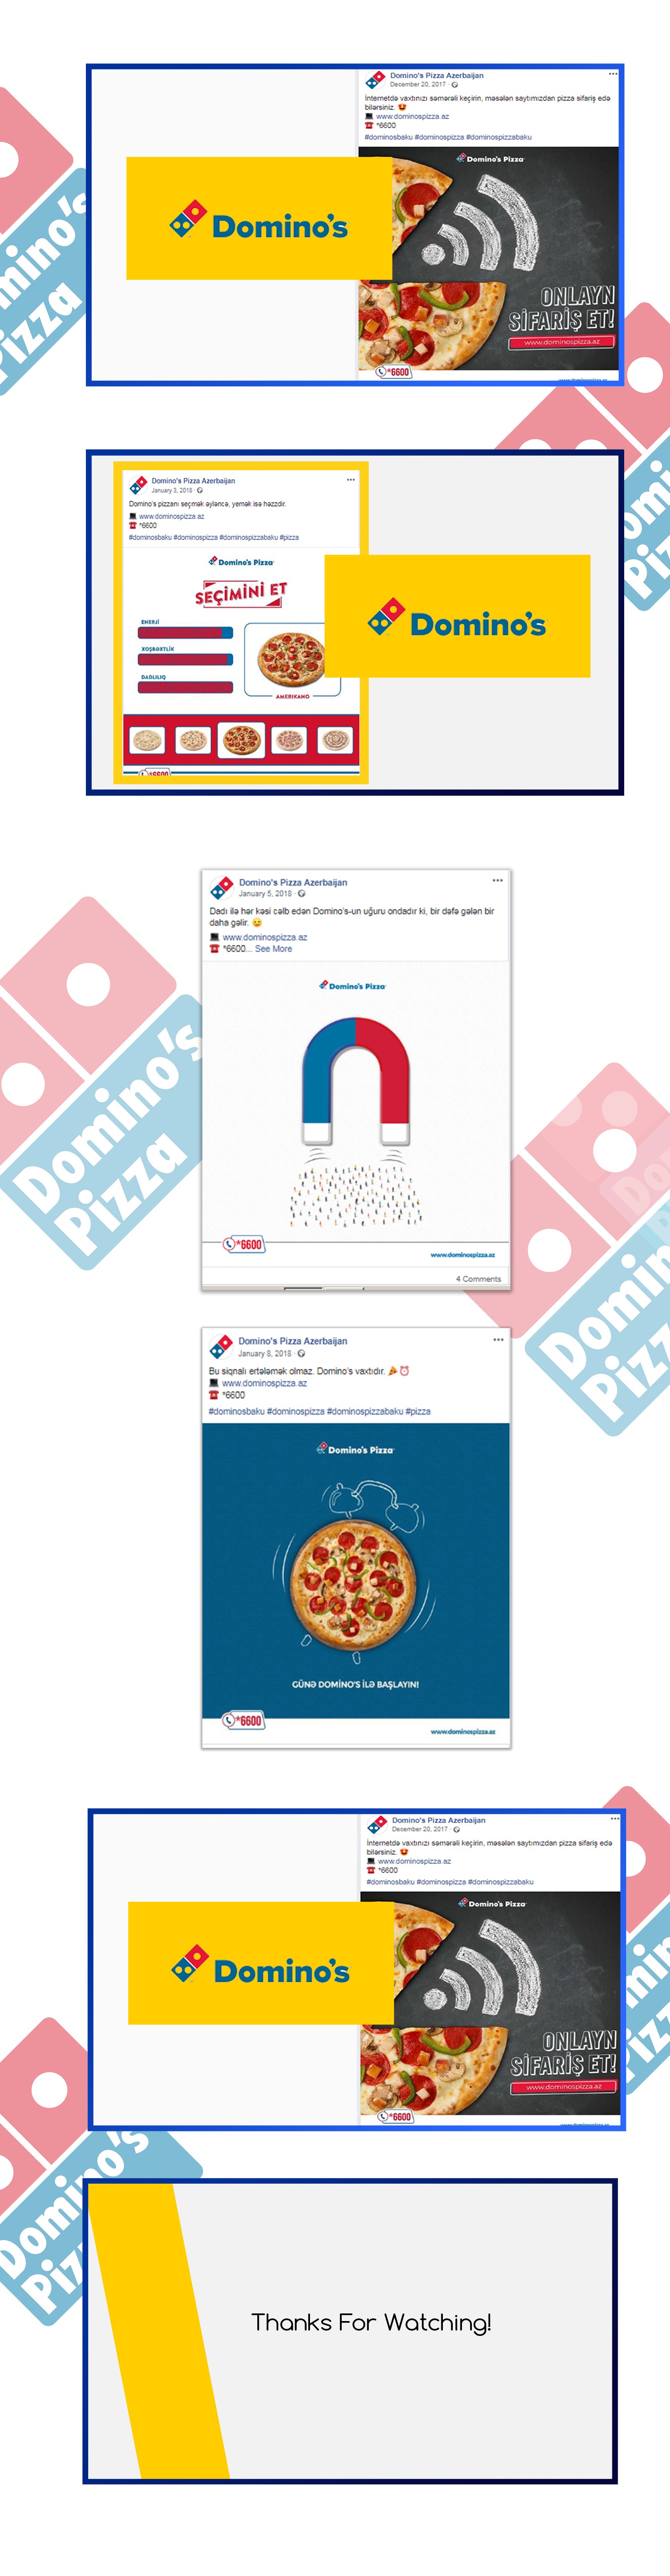 Domino's Pizza Azerbaijan
December 20, 2017
İnternetdə vaxtınızı səmərəli keçirin, məsələn saytımızdan pizza sifariş edə
bilərsiniz.
www.dominospizza.az
*6600
#dominosbaku #dominospizza #dominospizzabaku
Domino's Pizza
Domino's
ONLAYN
SİFARİŞ ET!
www.dominospizza.az
*6600
Domino's Pizza Azerbaijan
January 3, 2018
Domino's pizzanı seçmək əyləncə, yemək isə həzzdir.
www.dominospizza.az
*6600
#dominosbaku #dominospizza #dominospizzabaku #pizza
Domino's Pizza
SEÇİMİNİ ET
ENERJİ
XOŞBƏXTLİK
DADLILIQ
AMERIKANO
Domino's
*6600
Domino's Pizza Azerbaijan
January 5, 2018
Dadı ilə hər kəsi cəlb edən Domino's-un uğuru ondadır ki, bir dəfə gələn bir
daha gəlir.
www.dominospizza.az
*6600... See More
Domino's Pizza
Domino's
Pizza
*6600
www.dominospizza.az
4 Comments
Domino's Pizza Azerbaijan
January 8, 2018
Bu siqnalı ertələmək olmaz. Domino's vaxtıdır.
www.dominospizza.az
*6600
#dominosbaku #dominospizza #dominospizzabaku #pizza
Domino's Pizza
GÜNƏ DOMİNO'S İLƏ BAŞLAYIN!
*6600
www.dominospizza.az
Domino's Pizza Azerbaijan
December 20, 2017
İnternetdə vaxtınızı səmərəli keçirin, məsələn saytımızdan pizza sifariş edə
bilərsiniz.
www.dominospizza.az
*6600
#dominosbaku #dominospizza #dominospizzabaku
Domino's Pizza
Domino's
ONLAYN
SİFARİŞ ET!
www.dominospizza.az
*6600
Thanks For Watching!